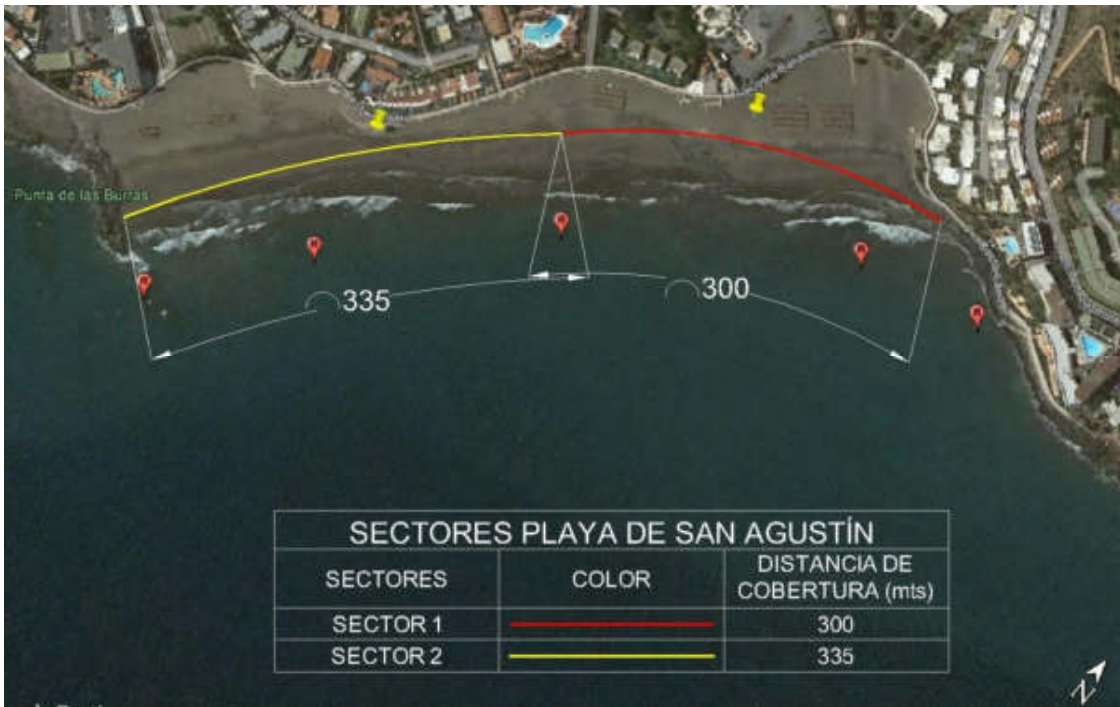 Punta de las Burras
335
300
SECTORES PLAYA DE SAN AGUSTÍN
SECTORES
COLOR
DISTANCIA DE
COBERTURA (mts)
SECTOR 1
300
SECTOR 2
335
N